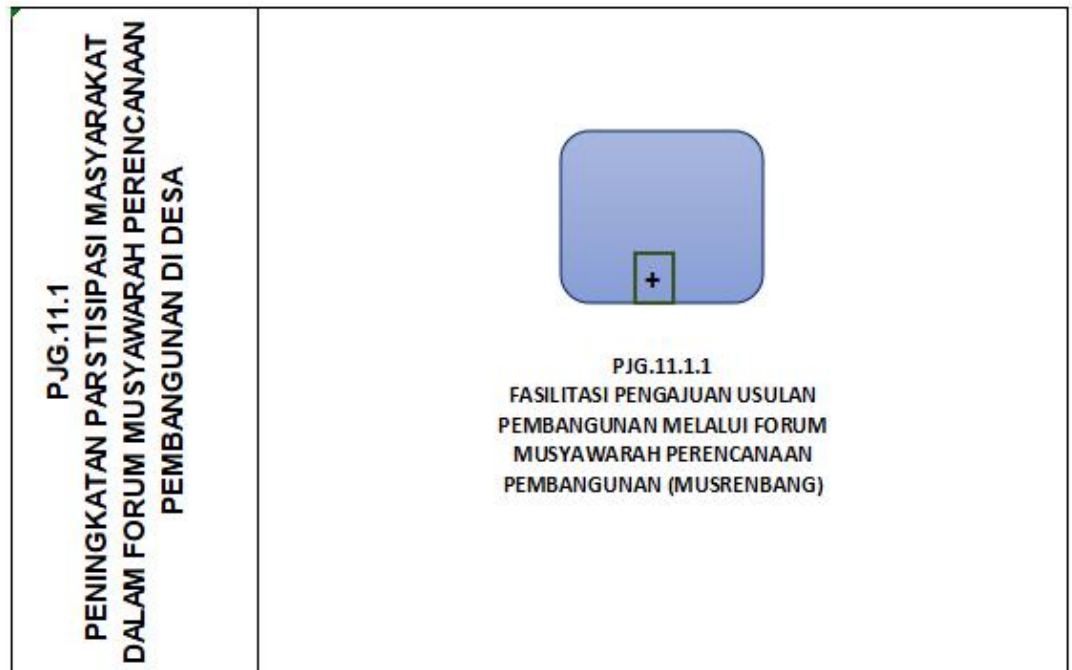 PJG.11.1
PENINGKATAN PARSTISIPASI MASYARAKAT
DALAM FORUM MUSYAWARAH PERENCANAAN
PEMBANGUNAN DI DESA
+
PJG.11.1.1
FASILITASI PENGAJUAN USULAN
PEMBANGUNAN MELALUI FORUM
MUSYAWARAH PERENCANAAN
PEMBANGUNAN (MUSRENBANG)